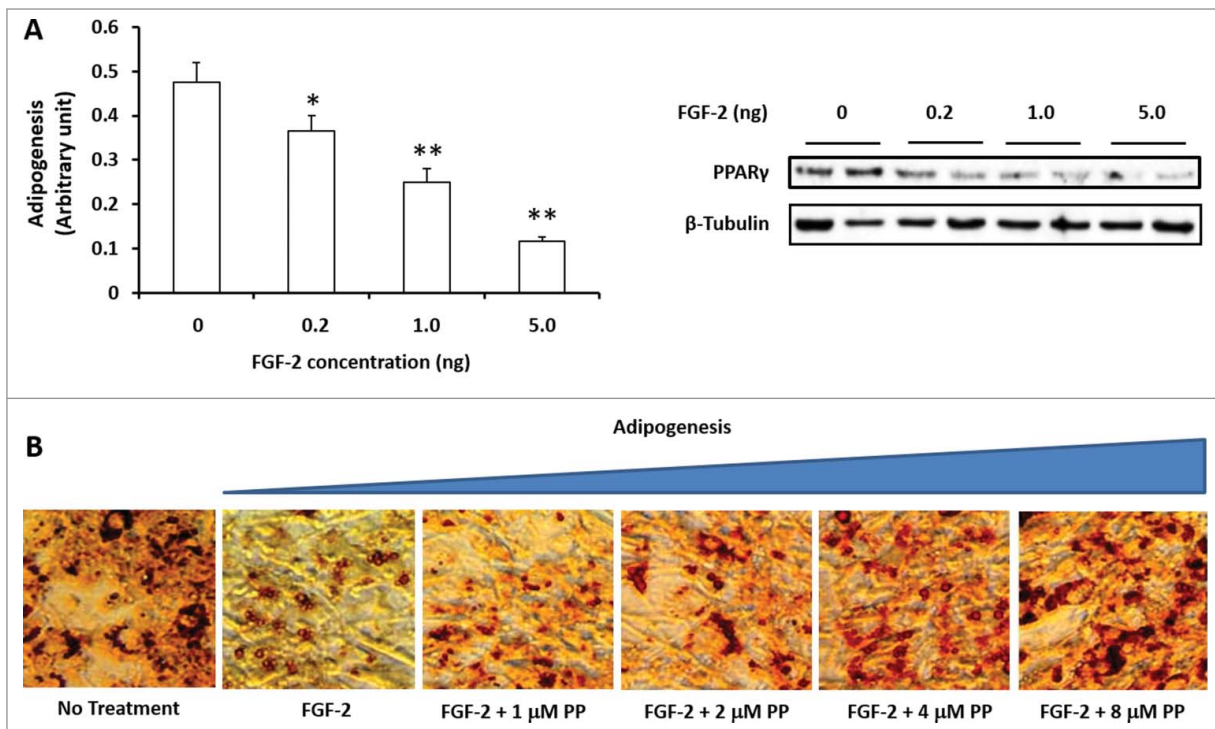 A
Adipogenesis
(Arbitrary unit)
0.6
0.5
0.4
0.3
0.2
0.1
0
*
**
**
0 0.2 1.0 5.0
FGF-2 concentration (ng)
FGF-2 (ng) 0 0.2 1.0 5.0
PPARγ
β-Tubulin
B
Adipogenesis
No Treatment FGF-2 FGF-2 + 1 μM PP FGF-2 + 2 μM PP FGF-2 + 4 μM PP FGF-2 + 8 μM PP